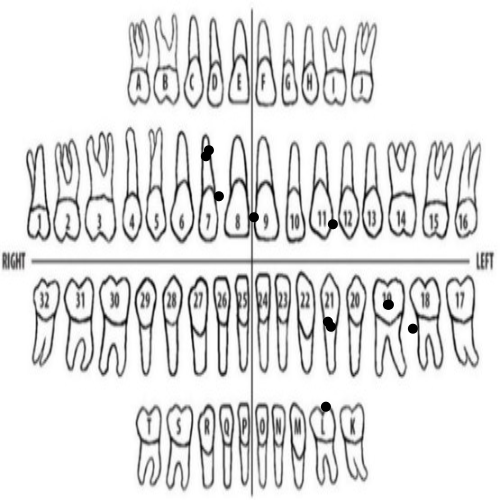 A B C D E F G H I J
1 2 3 4 5 6 7 8 9 10 11 12 13 14 15 16
RIGHT LEFT
32 31 30 29 28 27 26 25 24 23 22 21 20 18 17
T S R Q P O N M L K